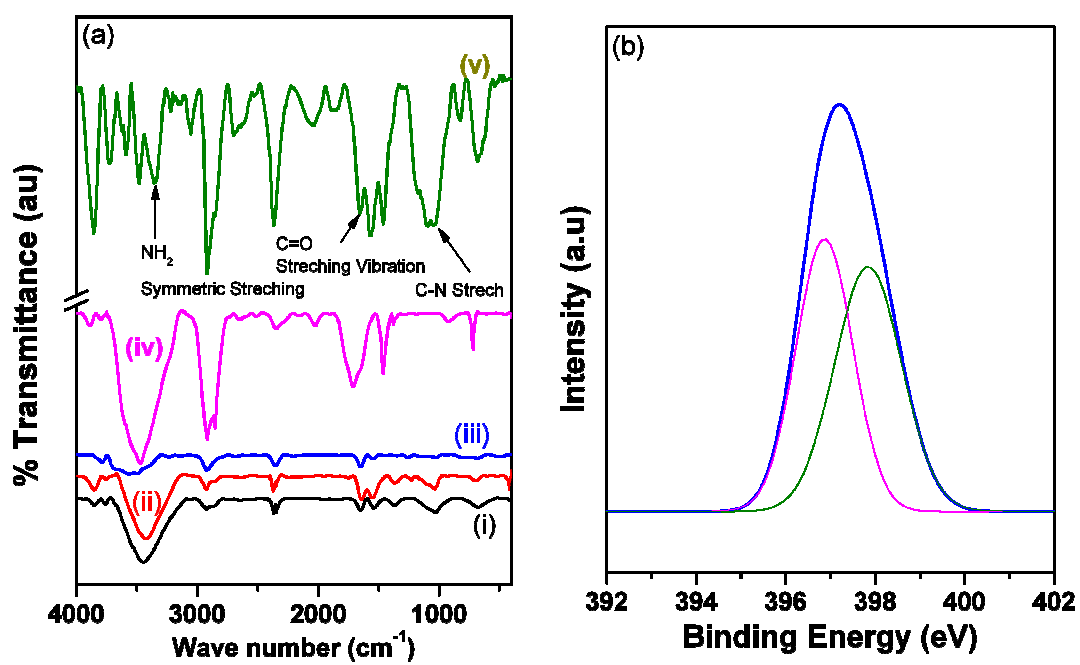 (a)
(v)
% Transmittance (au)
NH2
Symmetric Streching
C=O
Streching Vibration
C-N Strech
(iv)
(iii)
(ii)
(i)
4000 3000 2000 1000
Wave number (cm-1)
(b)
Intensity (a.u)
392 394 396 398 400 402
Binding Energy (eV)